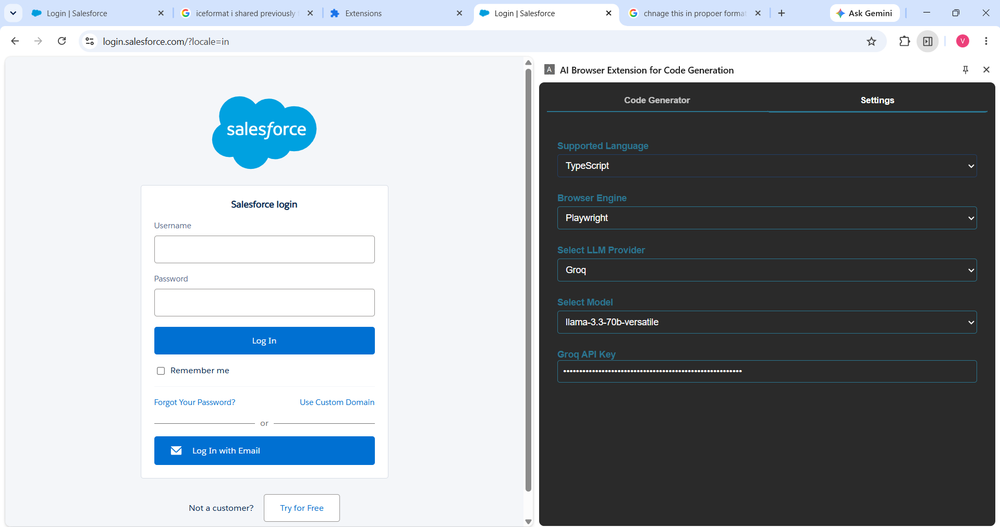 Login | Salesforce
iceformat i shared previously
Extensions
Login | Salesforce
chnage this in propoer format
Ask Gemini
login.salesforce.com/?locale=in
V
salesforce
Salesforce login
Username
Password
Log In
Remember me
Forgot Your Password?
Use Custom Domain
or
Log In with Email
Not a customer?
Try for Free
A
AI Browser Extension for Code Generation
Code Generator
Settings
Supported Language
TypeScript
Browser Engine
Playwright
Select LLM Provider
Groq
Select Model
llama-3.3-70b-versatile
Groq API Key